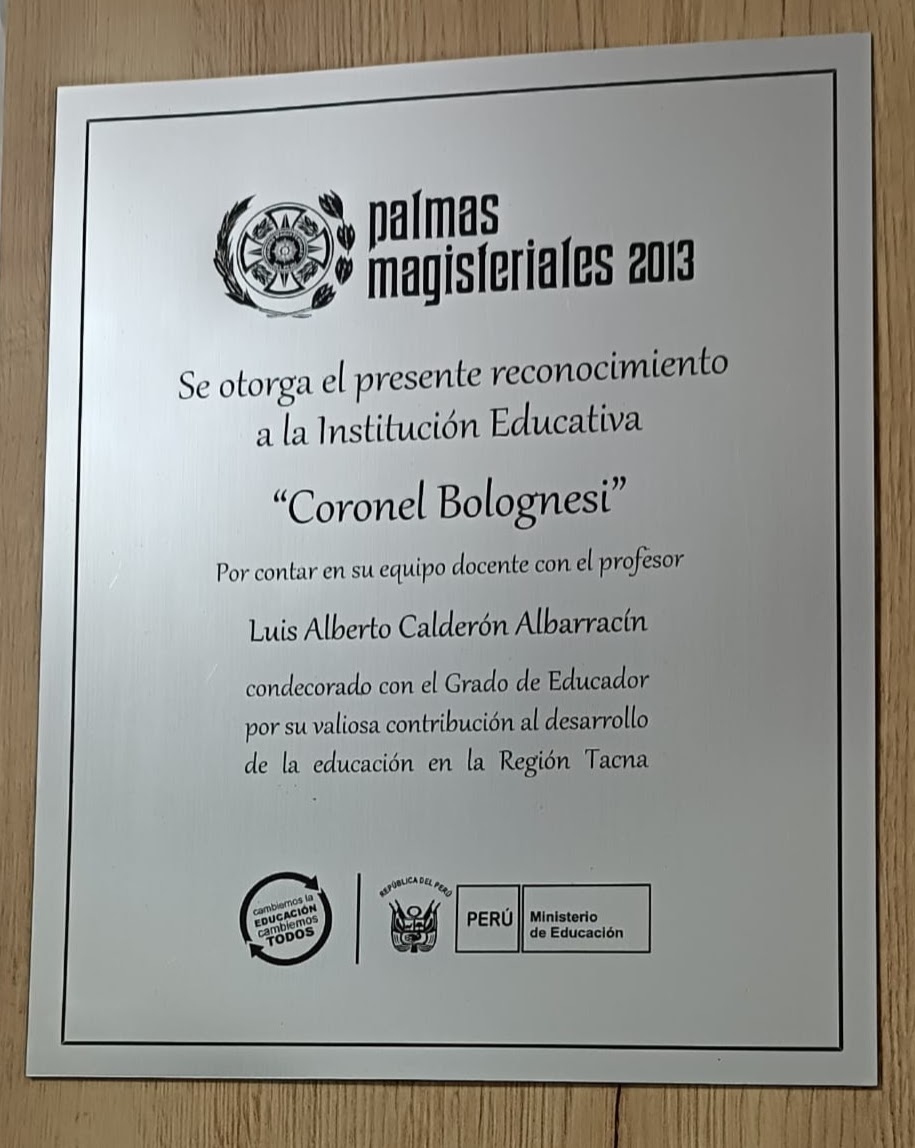 palmas
magisteriales 2013
Se otorga el presente reconocimiento
a la Institución Educativa
“Coronel Bolognesi”
Por contar en su equipo docente con el profesor
Luis Alberto Calderón Albarracín
condecorado con el Grado de Educador
por su valiosa contribución al desarrollo
de la educación en la Región Tacna
cambiemos la
EDUCACIÓN
cambiemos
TODOS
REPÚBLICA DEL PERÚ
PERÚ
Ministerio
de Educación